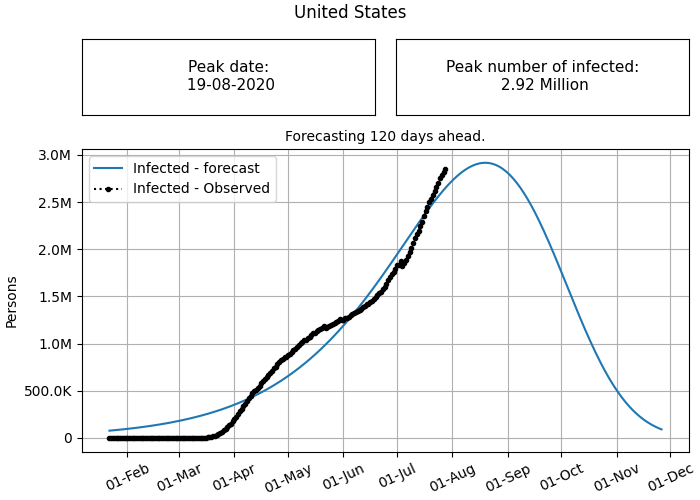 United States
Peak date:
19-08-2020
Peak number of infected:
2.92 Million
Forecasting 120 days ahead.
3.0M
2.5M
2.0M
1.5M
1.0M
500.0K
0
Persons
Infected - forecast
Infected - Observed
01-Feb
01-Mar
01-Apr
01-May
01-Jun
01-Jul
01-Aug
01-Sep
01-Oct
01-Nov
01-Dec